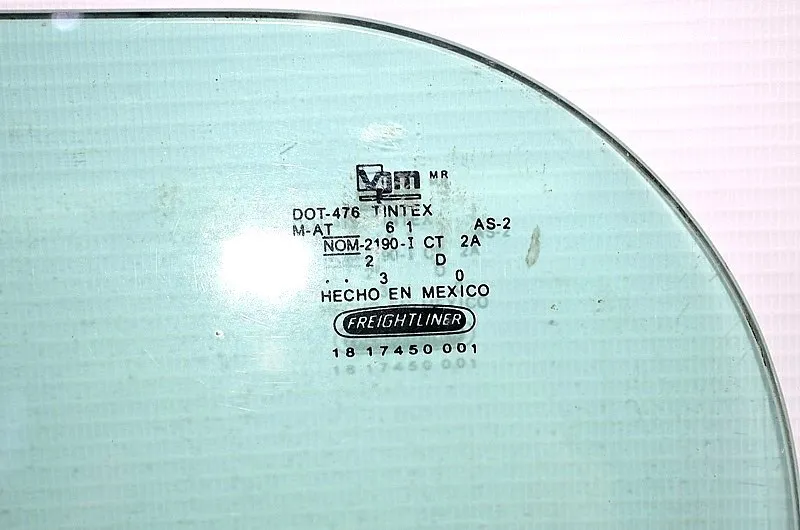 Vgm MR
DOT-476 TINTEX
M-AT 6 1 AS-2
NOM-2190-I CT 2A
2 D
. . 3 0
HECHO EN MEXICO
FREIGHTLINER
18 17450 001